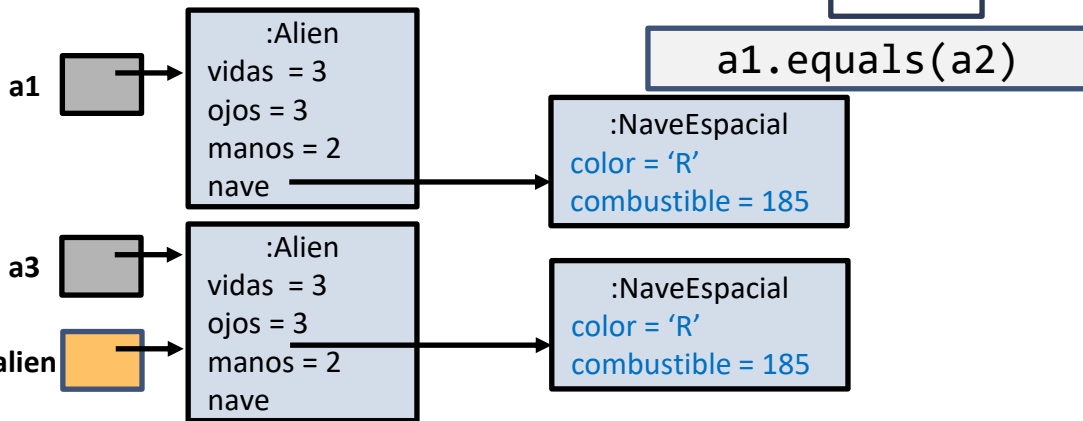 a1.equals(a2)
a1
:Alien
vidas = 3
ojos = 3
manos = 2
nave
:NaveEspacial
color = ‘R’
combustible = 185
a3
alien
:Alien
vidas = 3
ojos = 3
manos = 2
nave
:NaveEspacial
color = ‘R’
combustible = 185